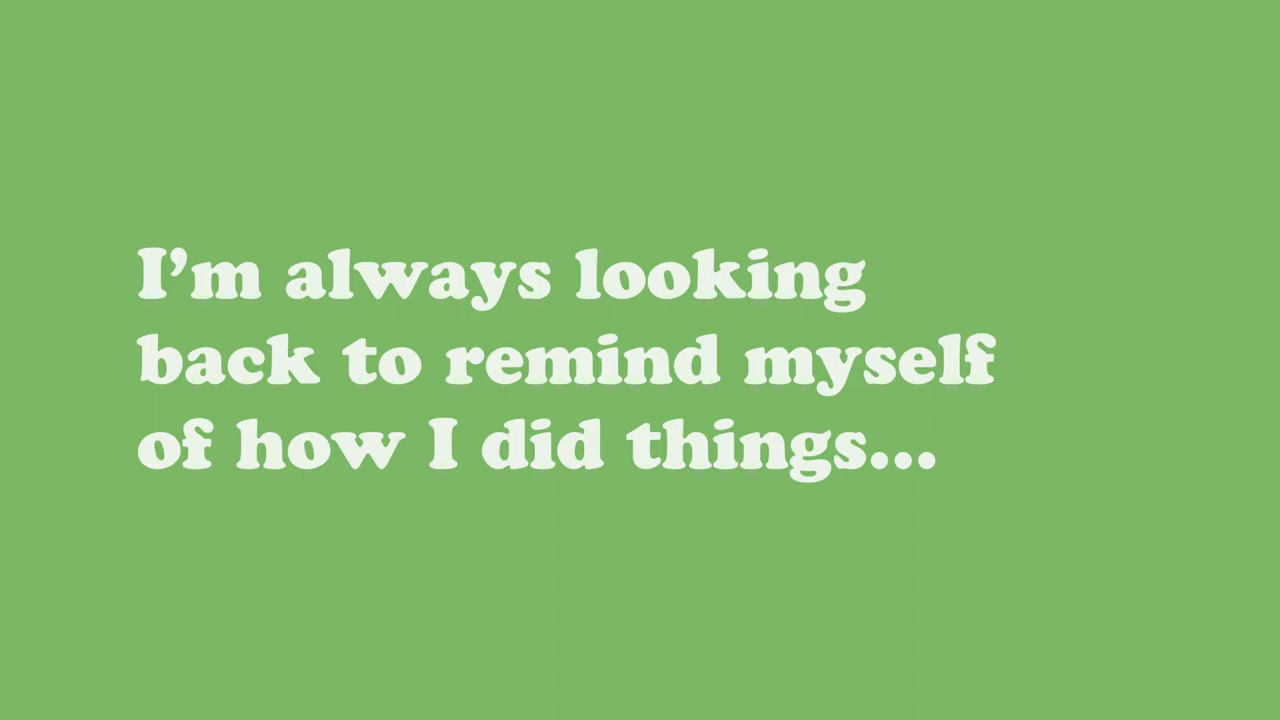 I’m always looking
back to remind myself
of how I did things...